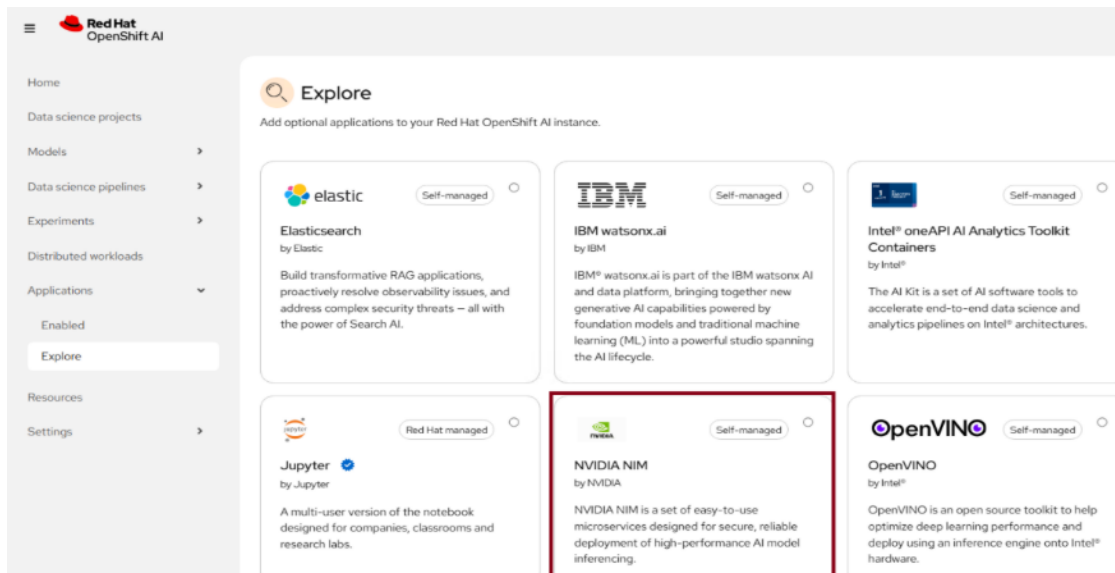 Red Hat
OpenShift AI
Home
Data science projects
Models
Data science pipelines
Experiments
Distributed workloads
Applications
Enabled
Explore
Resources
Settings
Explore
Add optional applications to your Red Hat OpenShift AI instance.
elastic
Self-managed
Elasticsearch
by Elastic
Build transformative RAG applications,
proactively resolve observability issues, and
address complex security threats — all with
the power of Search AI.
IBM
Self-managed
IBM watsonx.ai
by IBM
IBM® watsonx.ai is part of the IBM watsonx AI
and data platform, bringing together new
generative AI capabilities powered by
foundation models and traditional machine
learning (ML) into a powerful studio spanning
the AI lifecycle.
Self-managed
Intel® oneAPI AI Analytics Toolkit
Containers
by Intel®
The AI Kit is a set of AI software tools to
accelerate end-to-end data science and
analytics pipelines on Intel® architectures.
jupyter
Red Hat managed
Jupyter
by Jupyter
A multi-user version of the notebook
designed for companies, classrooms and
research labs.
NVIDIA
Self-managed
NVIDIA NIM
by NVIDIA
NVIDIA NIM is a set of easy-to-use
microservices designed for secure, reliable
deployment of high-performance AI model
inferencing.
OpenVINO
Self-managed
OpenVINO
by Intel®
OpenVINO is an open source toolkit to help
optimize deep learning performance and
deploy using an inference engine onto Intel®
hardware.